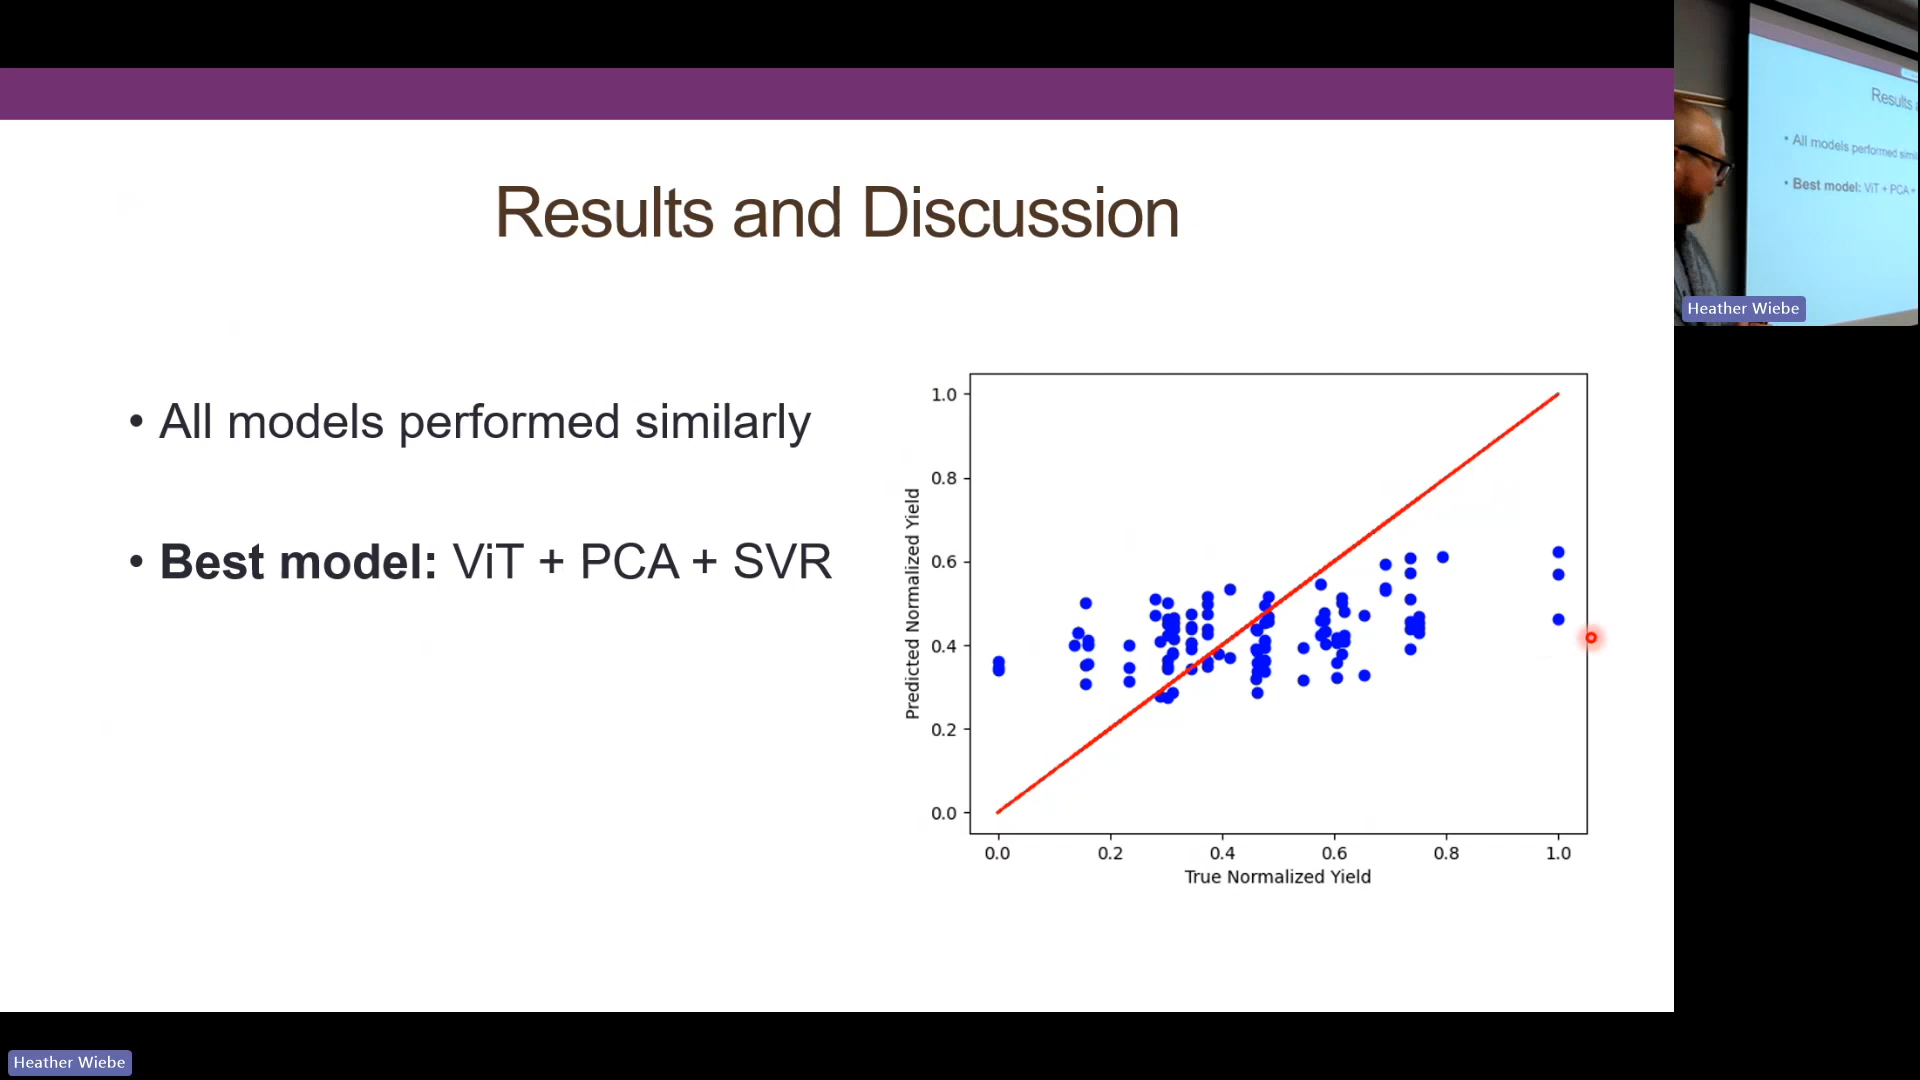 Results and Discussion
• All models performed similarly
• Best model: ViT + PCA + SVR
1.0
0.8
0.6
0.4
0.2
0.0
Predicted Normalized Yield
0.0 0.2 0.4 0.6 0.8 1.0
True Normalized Yield
Results
• All models performed simil
• Best model: ViT + PCA +
Heather Wiebe
Heather Wiebe